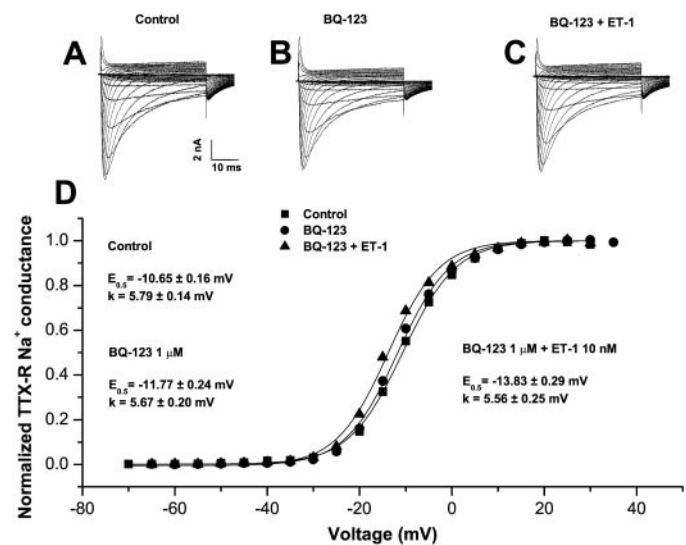 Control
BQ-123
BQ-123 + ET-1
A
B
C
2 nA
10 ms
D
Control
BQ-123
BQ-123 + ET-1
Control
E0.5 = -10.65 ± 0.16 mV
k = 5.79 ± 0.14 mV
BQ-123 1 μM
E0.5 = -11.77 ± 0.24 mV
k = 5.67 ± 0.20 mV
BQ-123 1 μM + ET-1 10 nM
E0.5 = -13.83 ± 0.29 mV
k = 5.56 ± 0.25 mV
Normalized TTX-R Na+ conductance
1.0
0.8
0.6
0.4
0.2
0.0
-80 -60 -40 -20 0 20 40
Voltage (mV)